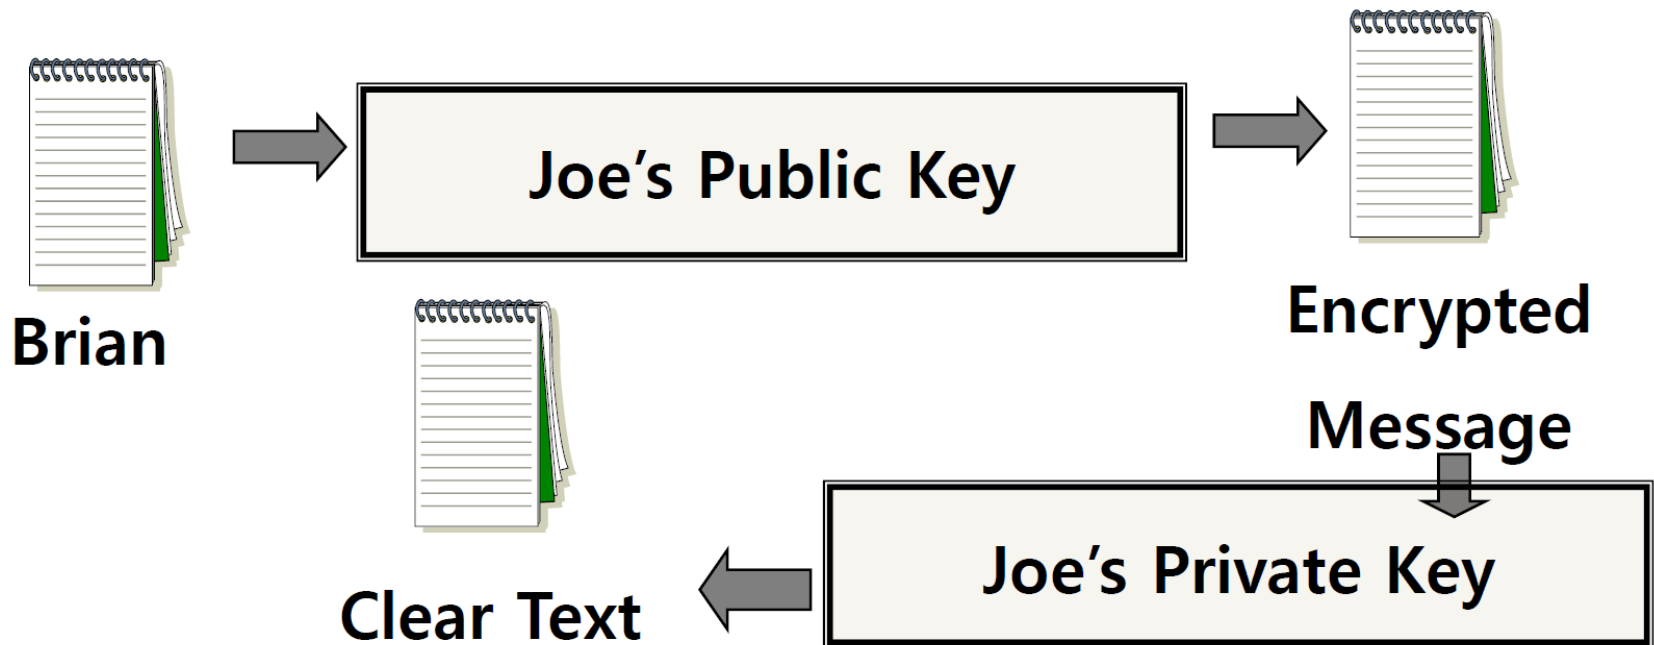 Joe’s Public Key
Brian
Encrypted
Message
Joe’s Private Key
Clear Text